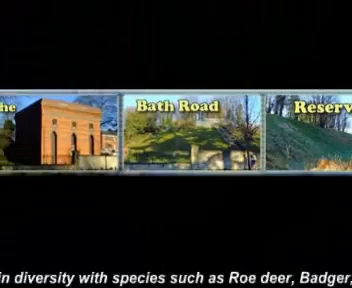 he
Bath Road
Reserv
in diversity with species such as Roe deer, Badger,